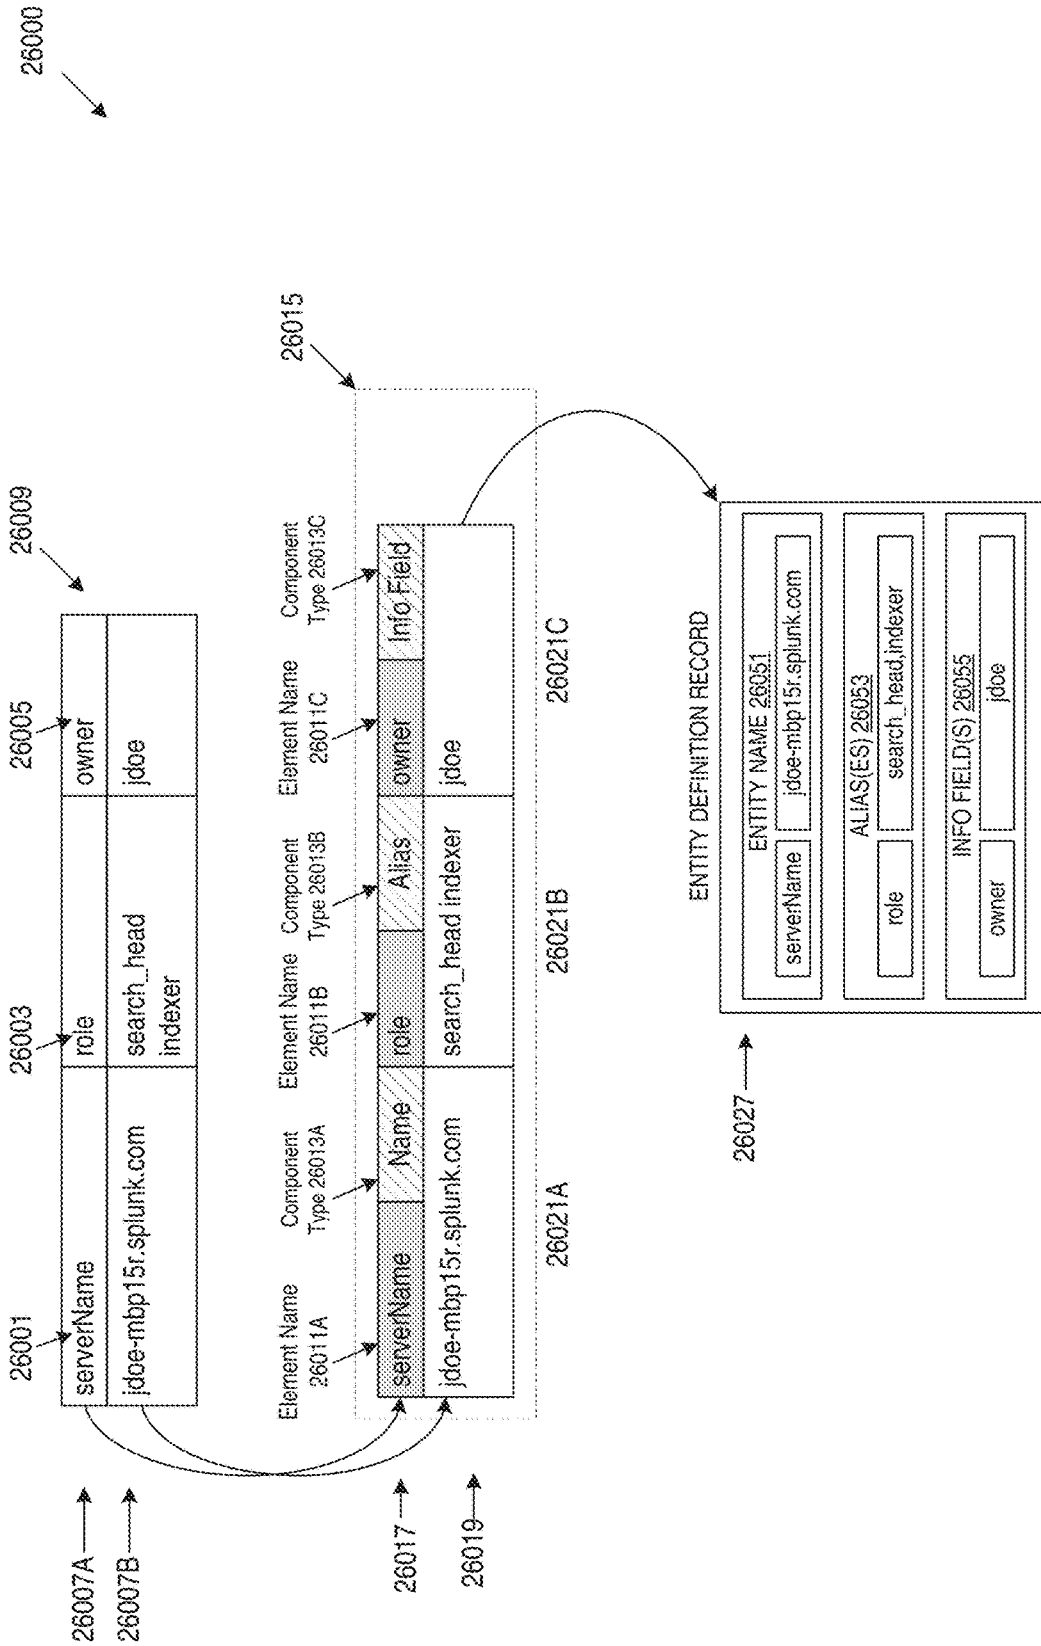 26000
26009
26001
26003
26005
26007A
serverName
role
owner
26007B
jdoe-mbp15r.splunk.com
search_head
indexer
jdoe
26015
Element Name
26011A
Component
Type 26013A
Element Name
26011B
Component
Type 26013B
Element Name
26011C
Component
Type 26013C
26017
serverName
Name
role
Alias
owner
Info Field
26019
jdoe-mbp15r.splunk.com
search_head indexer
jdoe
26021A
26021B
26021C
ENTITY DEFINITION RECORD
26027
ENTITY NAME 26051
serverName
jdoe-mbp15r.splunk.com
ALIAS(ES) 26053
role
search_head,indexer
INFO FIELD(S) 26055
owner
jdoe